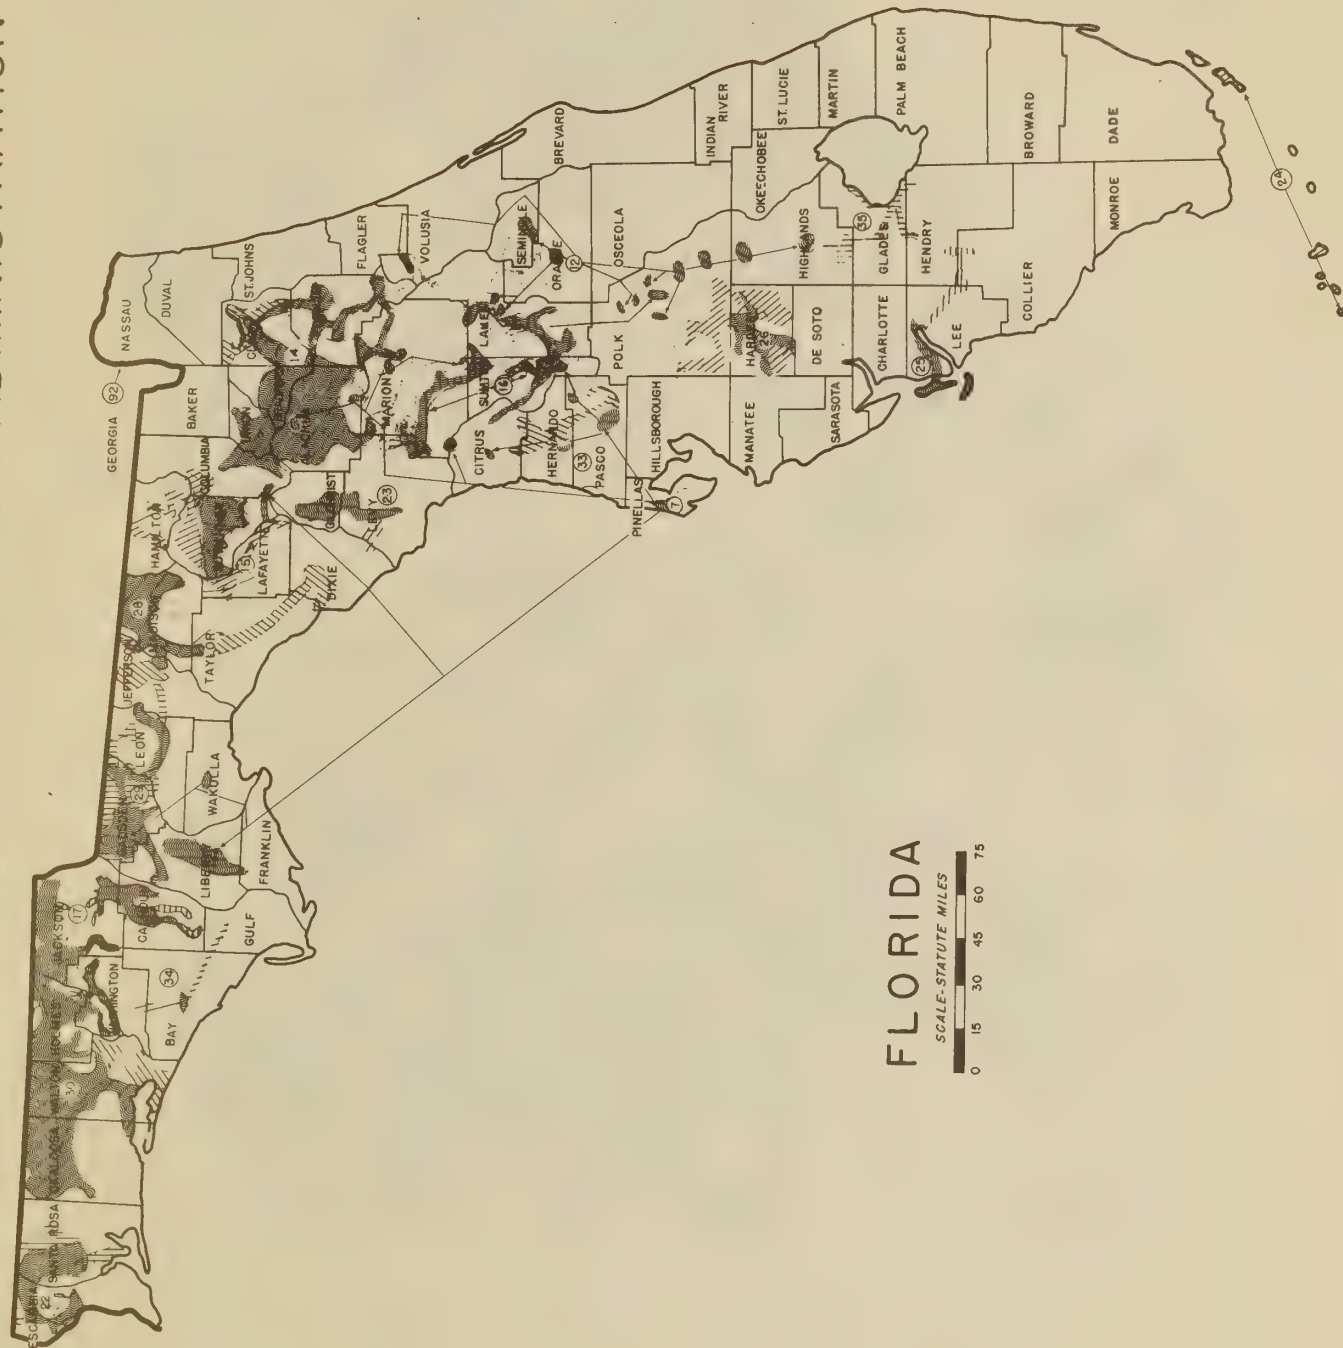 FLORIDA
SCALE-STATUTE MILES
0 15 30 45 60 75
GEORGIA
92
NASSAU
DUVAL
BAKER
ST. JOHNS
COLUMBIA
HAMILTON
FLAGLER
VOLUSIA
14
MARION
LEVY
23
DIXIE
LAFAYETTE
15
TAYLOR
28
MADISON
JEFFERSON
LEON
29
GADSDEN
WAKULLA
LIBERTY
FRANKLIN
GULF
17
JACKSON
34
BAY
WASHINGTON
HOLMES
WALTON
30
OKALOOSA
SANTA ROSA
ESCAMBIA
22
CITRUS
16
LAKE
SEMINOLE
ORANGE
12
BREVARD
HERNANDO
33
PASCO
PINELLAS
7
HILLSBOROUGH
POLK
OSCEOLA
INDIAN RIVER
ST. LUCIE
MARTIN
PALM BEACH
OKEECHOBEE
HIGHLANDS
HARDEE
26
MANATEE
SARASOTA
DE SOTO
CHARLOTTE
35
GLADES
HENDRY
LEE
25
COLLIER
BROWARD
DADE
MONROE
24